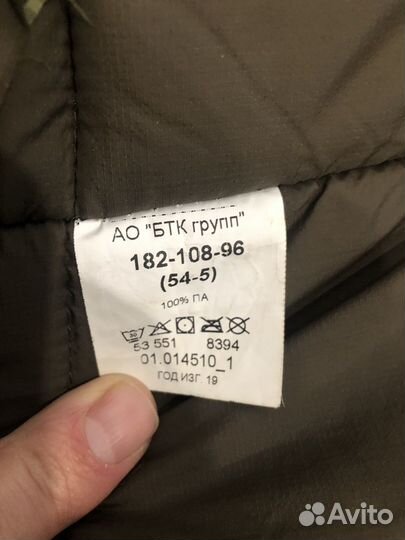 АО "БТК групп"
182-108-96
(54-5)
100% ПА
30
53 551 8394
01.014510_1
ГОД ИЗГ. 19
Avito